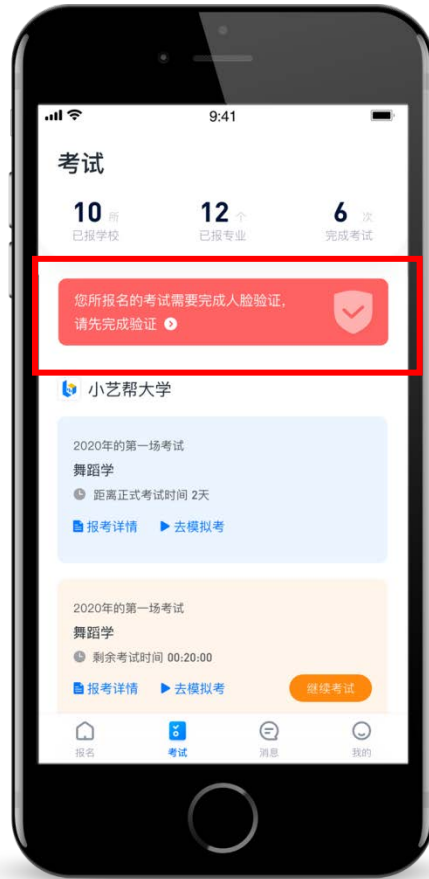 9:41
考试
10 所
12 个
6 次
已报学校
已报专业
完成考试
您所报名的考试需要完成人脸验证,
请先完成验证
小艺帮大学
2020年的第一场考试
舞蹈学
距离正式考试时间 2天
报考详情
去模拟考
2020年的第一场考试
舞蹈学
剩余考试时间 00:20:00
报考详情
去模拟考
继续考试
报名
考试
消息
我的